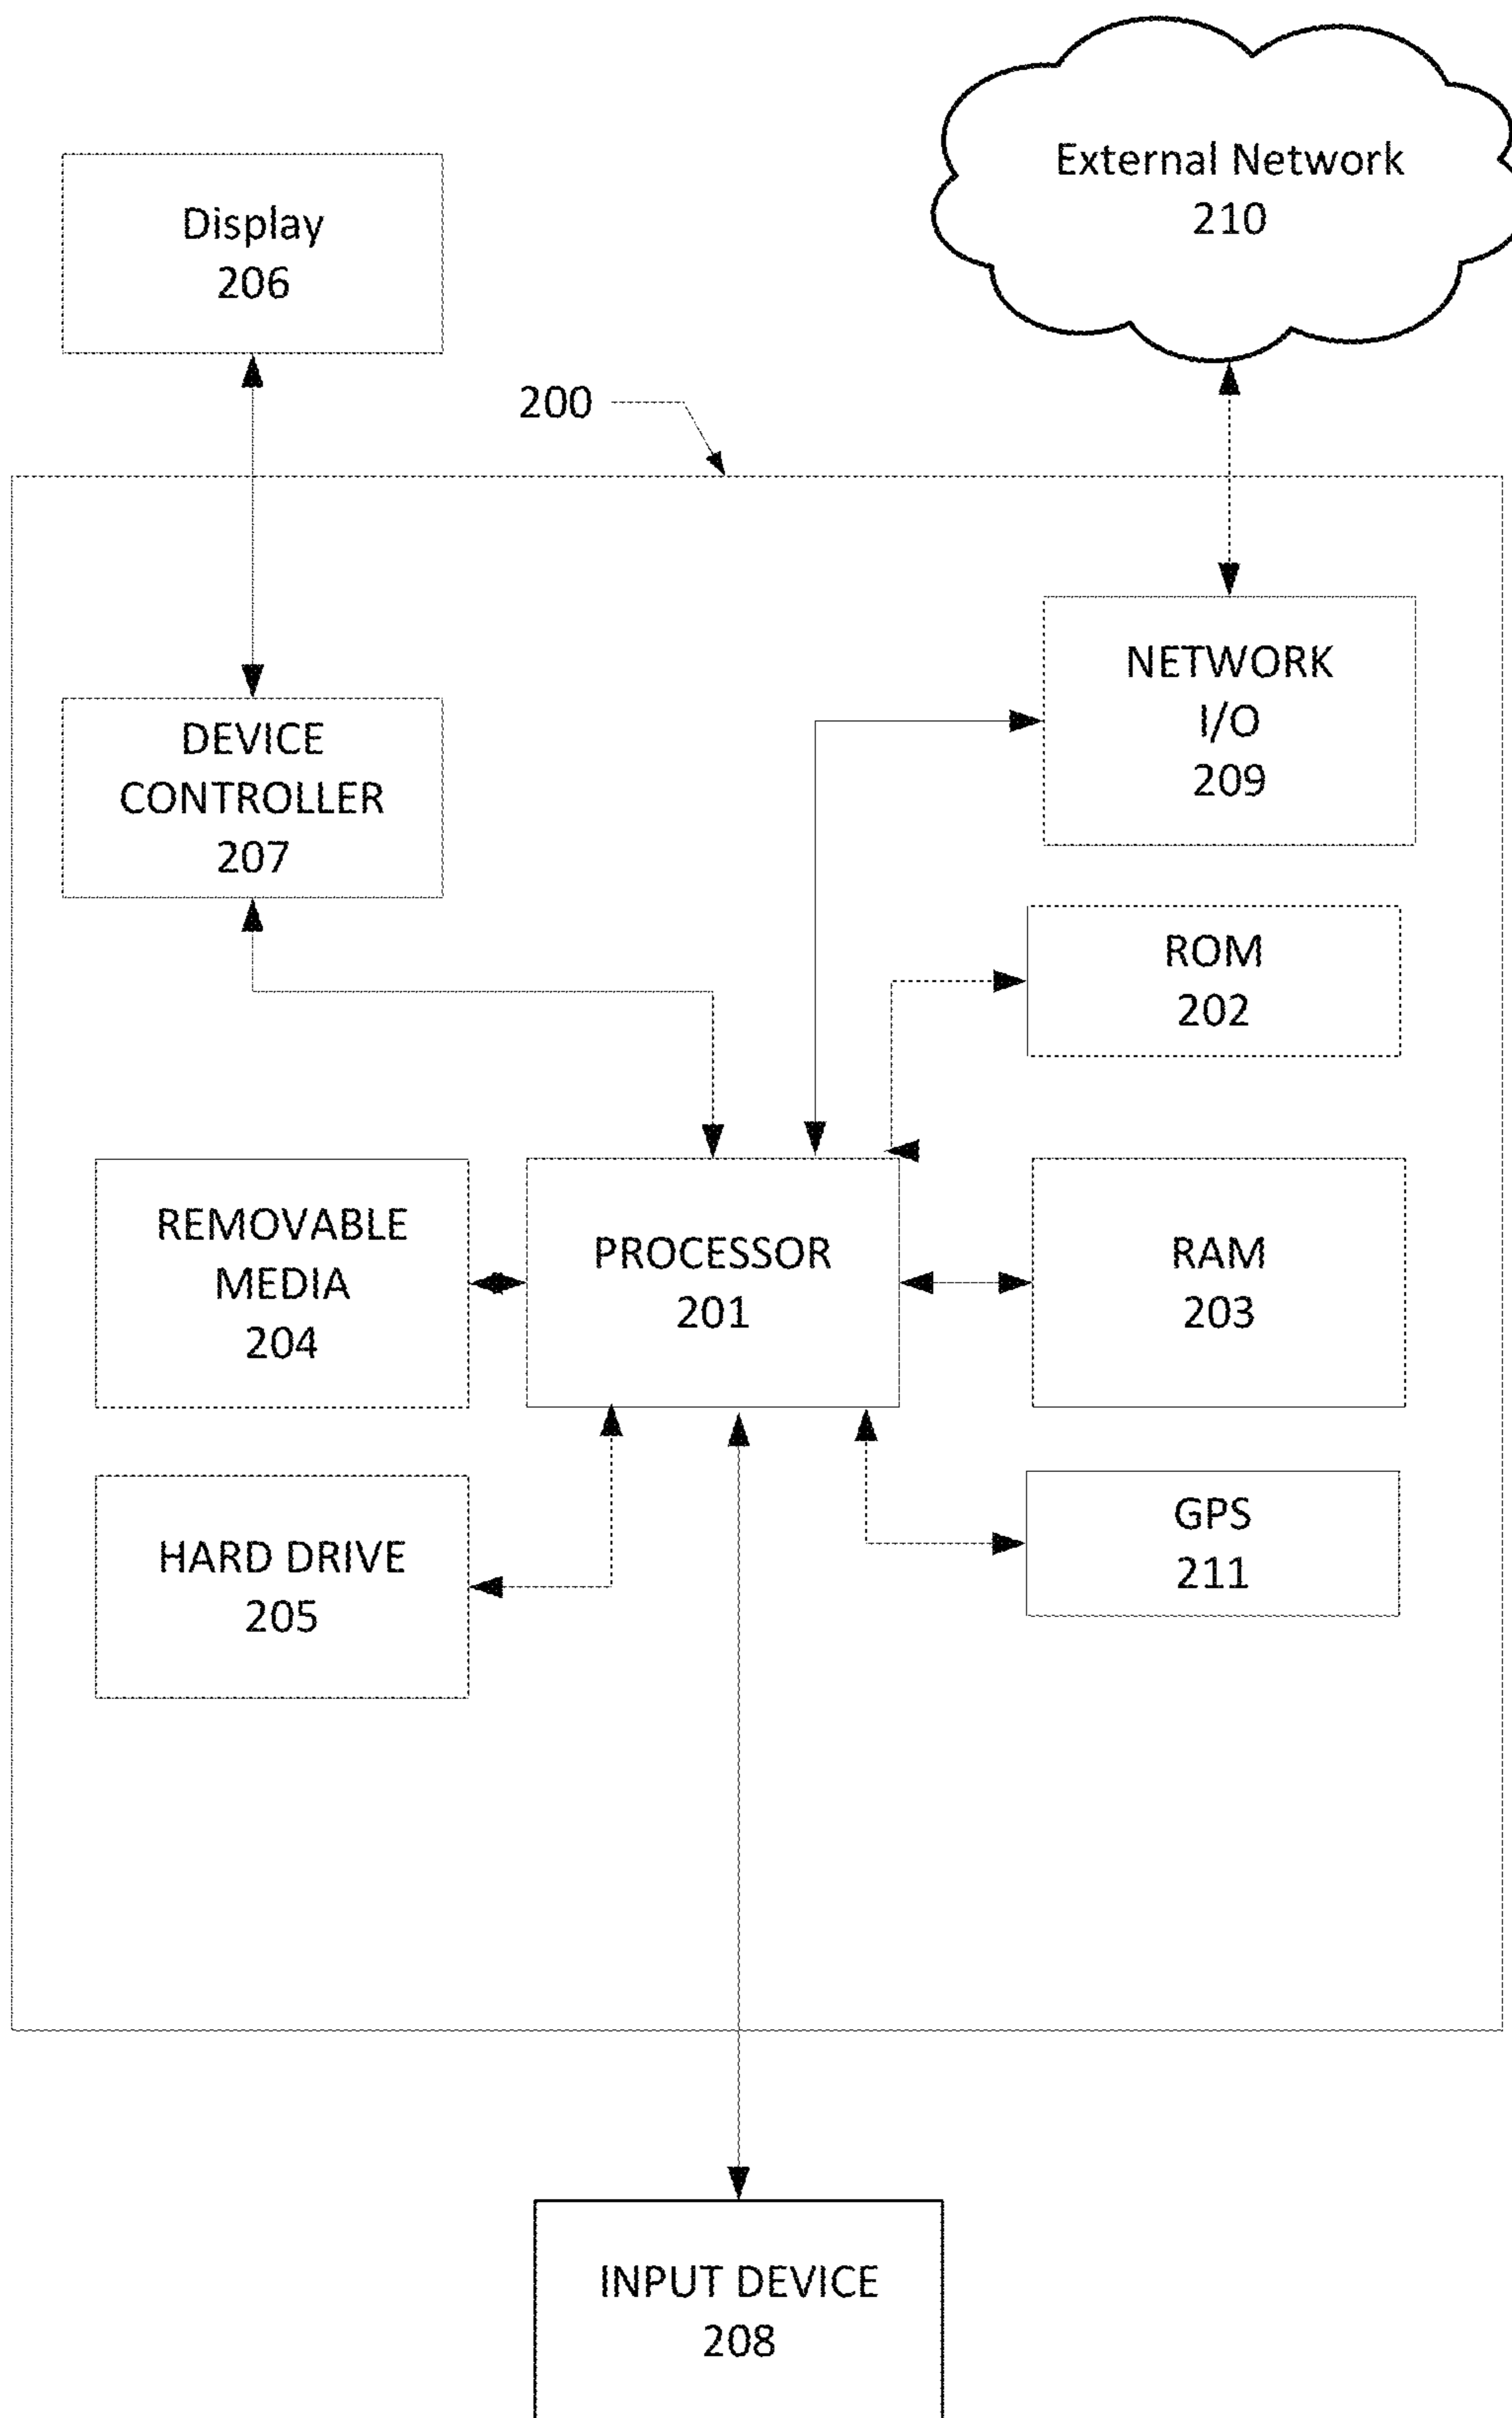 External Network
210
Display
206
200
NETWORK
I/O
209
DEVICE
CONTROLLER
207
ROM
202
REMOVABLE
MEDIA
204
PROCESSOR
201
RAM
203
HARD DRIVE
205
GPS
211
INPUT DEVICE
208